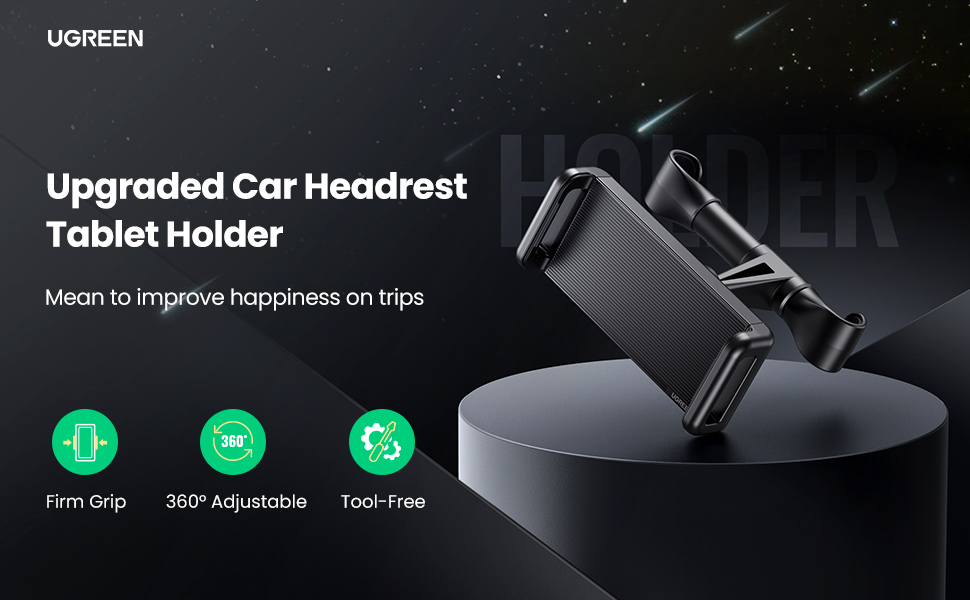 UGREEN
HOLDER
Upgraded Car Headrest
Tablet Holder
Mean to improve happiness on trips
UGREEN
360°
Firm Grip
360° Adjustable
Tool-Free